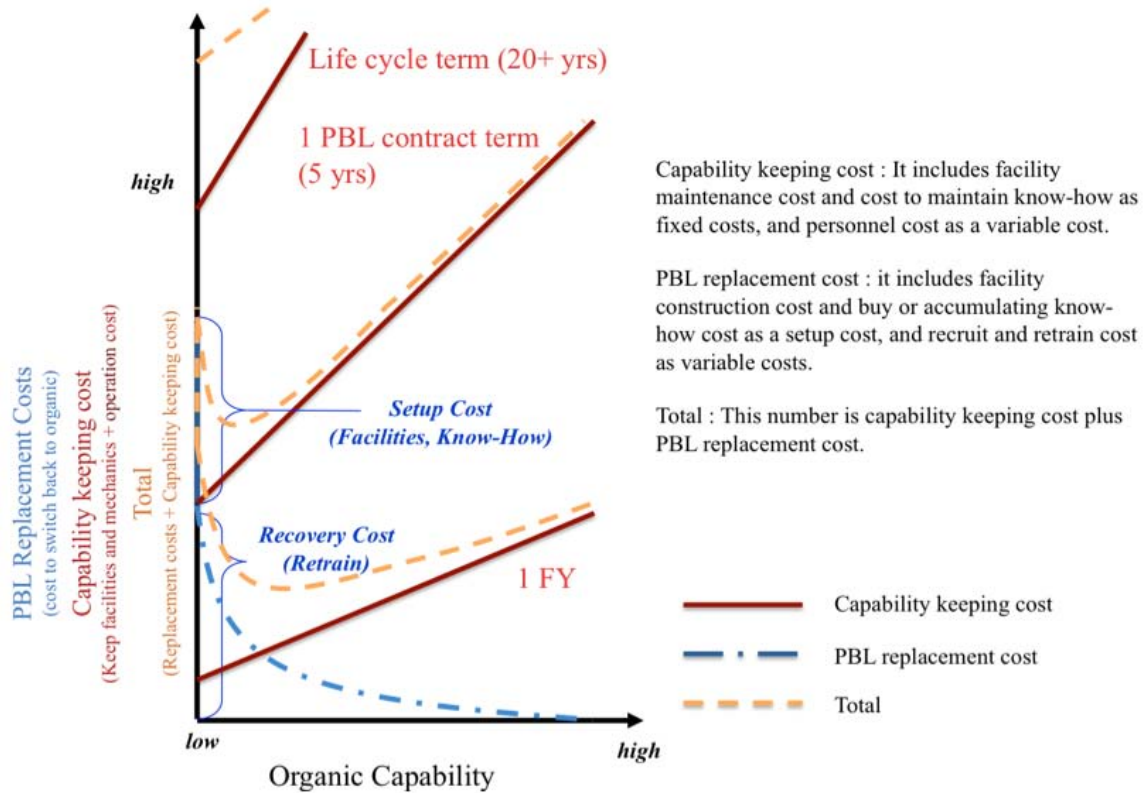 Life cycle term (20+ yrs)
1 PBL contract term
(5 yrs)
high
Setup Cost
(Facilities, Know-How)
Recovery Cost
(Retrain)
1 FY
PBL Replacement Costs
(cost to switch back to organic)
Capability keeping cost
(Keep facilities and mechanics + operation cost)
Total
(Replacement costs + Capability keeping cost)
low
high
Organic Capability
Capability keeping cost : It includes facility
maintenance cost and cost to maintain know-how as
fixed costs, and personnel cost as a variable cost.
PBL replacement cost : it includes facility
construction cost and buy or accumulating know-
how cost as a setup cost, and recruit and retrain cost
as variable costs.
Total : This number is capability keeping cost plus
PBL replacement cost.
Capability keeping cost
PBL replacement cost
Total